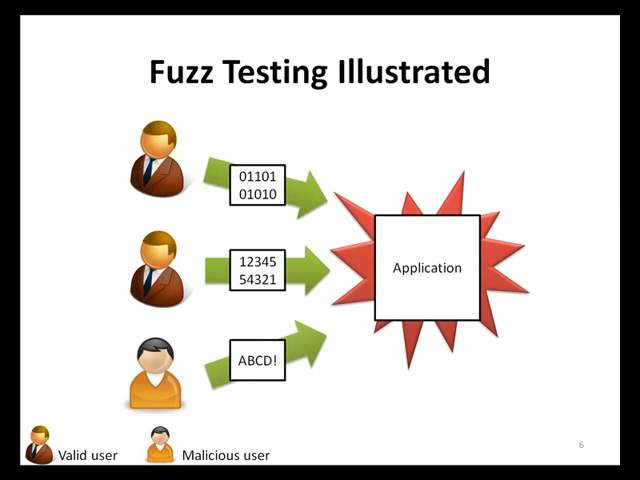 Fuzz Testing Illustrated
01101
01010
12345
54321
Application
ABCD!
Valid user
Malicious user
6